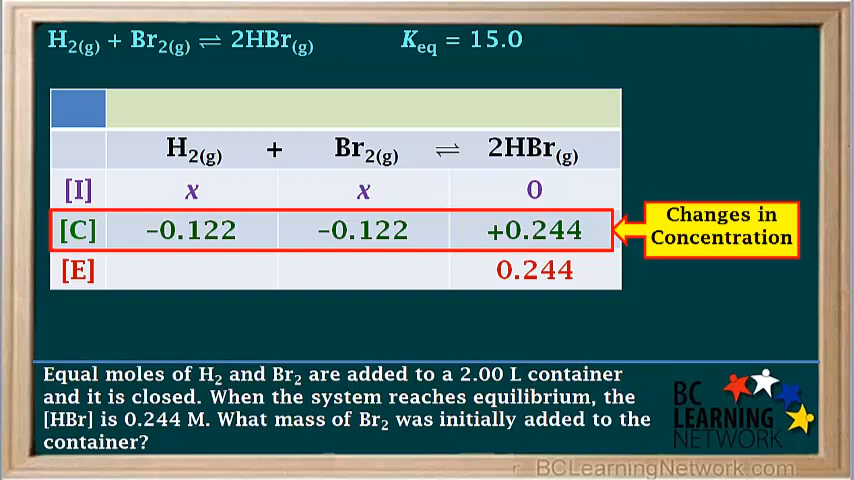 H₂(g) + Br₂(g) ⇌ 2HBr(g) Keq = 15.0
H₂(g) + Br₂(g) ⇌ 2HBr(g)
[I] x x 0
[C] –0.122 –0.122 +0.244
[E] 0.244
Changes in
Concentration
Equal moles of H₂ and Br₂ are added to a 2.00 L container
and it is closed. When the system reaches equilibrium, the
[HBr] is 0.244 M. What mass of Br₂ was initially added to the
container?
BC
LEARNING
NETWORK
r BCLearningNetwork.com